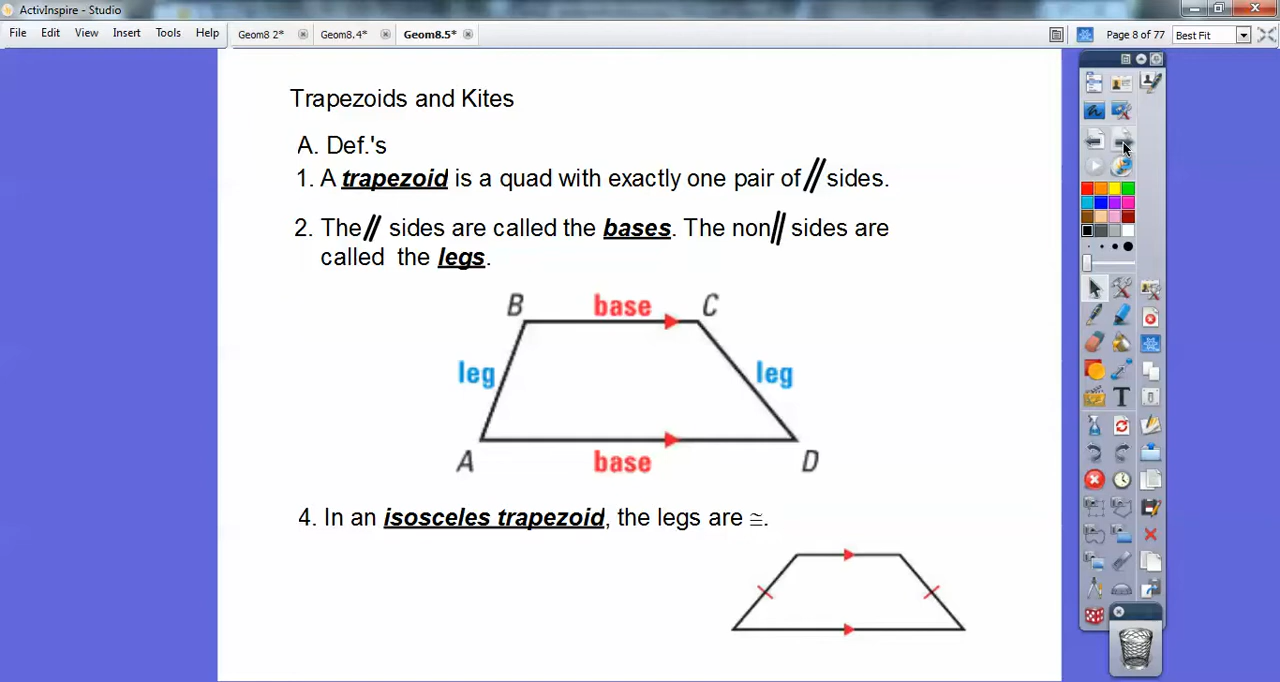 ActivInspire - Studio
File Edit View Insert Tools Help Geom8 2* Geom8.4* Geom8.5* Page 8 of 77 Best Fit
Trapezoids and Kites
A. Def.'s
1. A trapezoid is a quad with exactly one pair of // sides.
2. The // sides are called the bases. The non// sides are
called the legs.
B base C
leg leg
A base D
4. In an isosceles trapezoid, the legs are ≅.